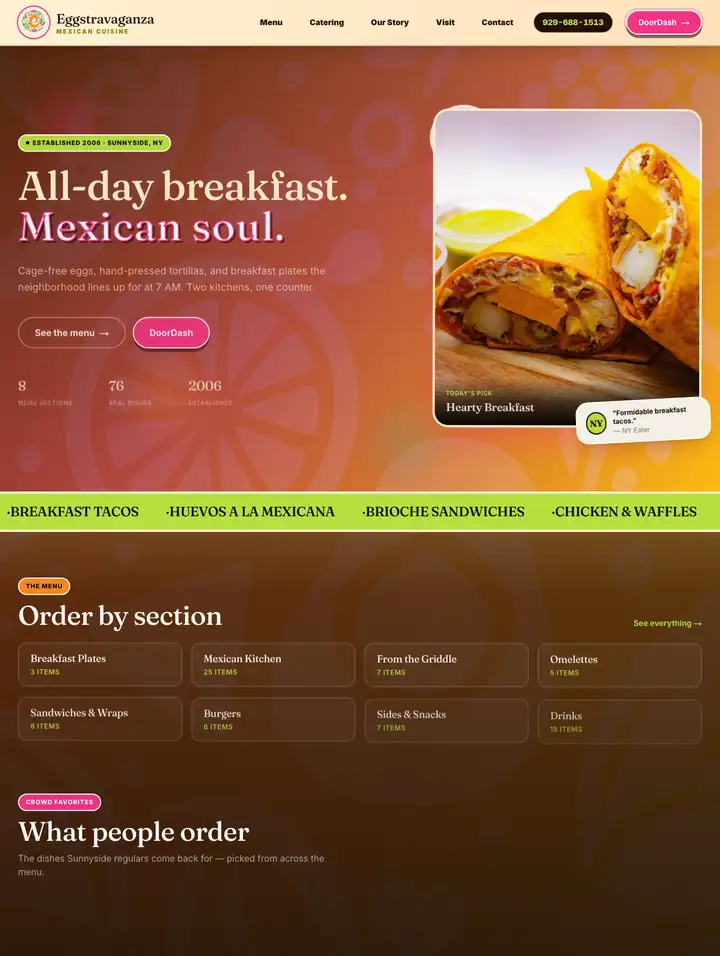 Eggstravaganza
MEXICAN CUISINE
Menu
Catering
Our Story
Visit
Contact
929-688-1513
DoorDash →
• ESTABLISHED 2006 · SUNNYSIDE, NY
All-day breakfast.
Mexican soul.
Cage-free eggs, hand-pressed tortillas, and breakfast plates the
neighborhood lines up for at 7 AM. Two kitchens, one counter.
See the menu →
DoorDash
8
MENU SECTIONS
76
REAL DISHES
2006
ESTABLISHED
TODAY'S PICK
Hearty Breakfast
NY
"Formidable breakfast
tacos."
— NY Eater
·BREAKFAST TACOS
·HUEVOS A LA MEXICANA
·BRIOCHE SANDWICHES
·CHICKEN & WAFFLES
THE MENU
Order by section
See everything →
Breakfast Plates
3 ITEMS
Mexican Kitchen
25 ITEMS
From the Griddle
7 ITEMS
Omelettes
5 ITEMS
Sandwiches & Wraps
8 ITEMS
Burgers
6 ITEMS
Sides & Snacks
7 ITEMS
Drinks
15 ITEMS
CROWD FAVORITES
What people order
The dishes Sunnyside regulars come back for — picked from across the
menu.